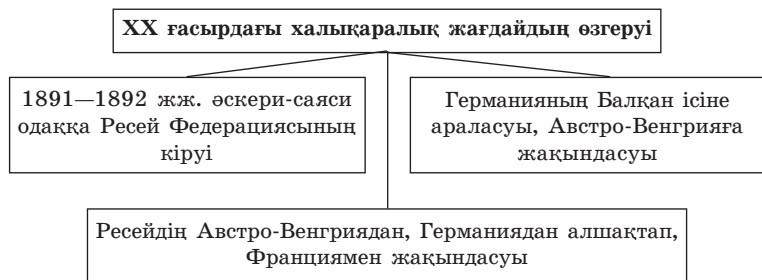 XX ғасырдағы халықаралық жағдайдың өзгеруі
1891—1892 жж. әскери-саяси
одаққа Ресей Федерациясының
кіруі
Германияның Балқан ісіне
араласуы, Австро-Венгрияға
жақындасуы
Ресейдің Австро-Венгриядан, Германиядан алшақтап,
Франциямен жақындасуы